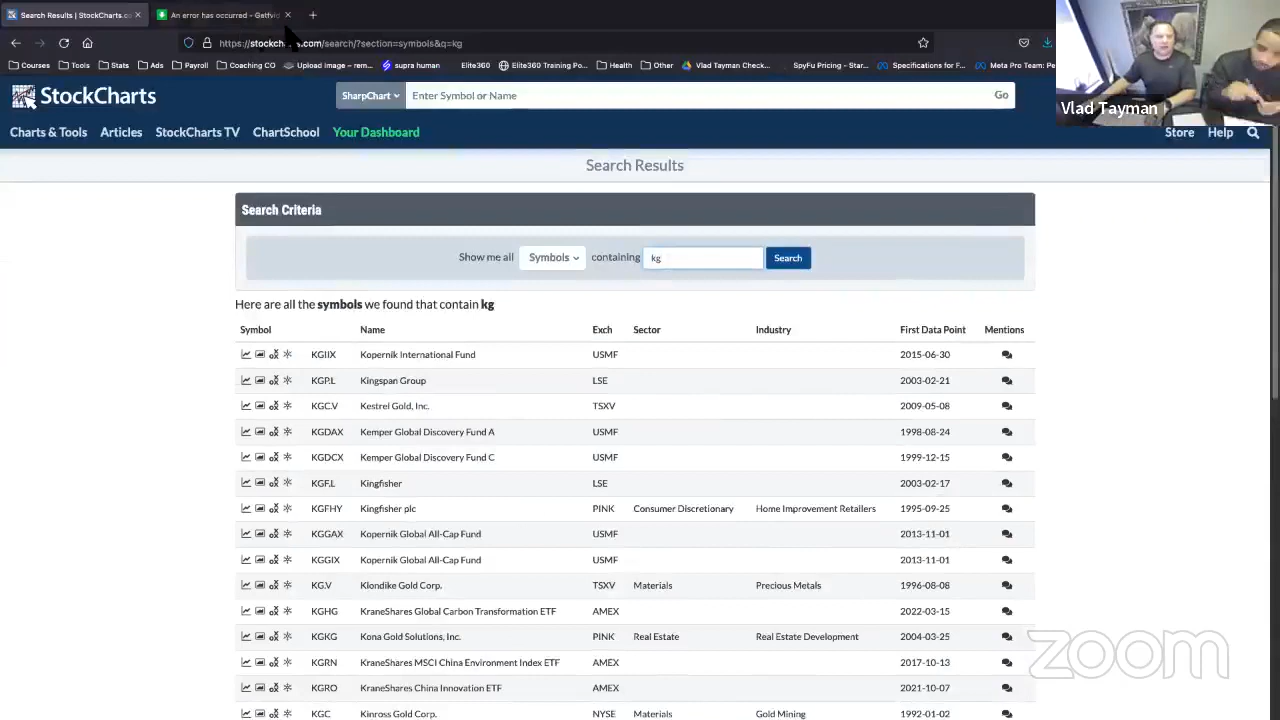 Search Results | StockCharts.co
An error has occurred - Getfvid
https://stockcharts.com/search/?section=symbols&q=kg
Courses Tools Stats Ads Payroll Coaching CO Upload image – rem... supra human Elite360 Elite360 Training Po... Health Other Vlad Tayman Check... SpyFu Pricing - Star... Specifications for F... Meta Pro Team: Pe
Vlad Tayman
StockCharts
SharpChart Enter Symbol or Name Go
Charts & Tools Articles StockCharts TV ChartSchool Your Dashboard Store Help
Search Results
Search Criteria
Show me all Symbols containing kg Search
Here are all the symbols we found that contain kg
Symbol Name Exch Sector Industry First Data Point Mentions
KGIIX Kopernik International Fund USMF 2015-06-30
KGP.L Kingspan Group LSE 2003-02-21
KGC.V Kestrel Gold, Inc. TSXV 2009-05-08
KGDAX Kemper Global Discovery Fund A USMF 1998-08-24
KGDCX Kemper Global Discovery Fund C USMF 1999-12-15
KGF.L Kingfisher LSE 2003-02-17
KGFHY Kingfisher plc PINK Consumer Discretionary Home Improvement Retailers 1995-09-25
KGGAX Kopernik Global All-Cap Fund USMF 2013-11-01
KGGIX Kopernik Global All-Cap Fund USMF 2013-11-01
KG.V Klondike Gold Corp. TSXV Materials Precious Metals 1996-08-08
KGHG KraneShares Global Carbon Transformation ETF AMEX 2022-03-15
KGKG Kona Gold Solutions, Inc. PINK Real Estate Real Estate Development 2004-03-25
KGRN KraneShares MSCI China Environment Index ETF AMEX 2017-10-13
KGRO KraneShares China Innovation ETF AMEX 2021-10-07
KGC Kinross Gold Corp. NYSE Materials Gold Mining 1992-01-02
zoom